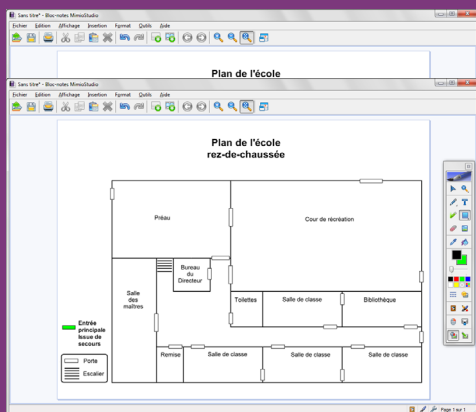 Sans titre* - Bloc-notes MimioStudio
Fichier Edition Affichage Insertion Format Outils Aide
Plan de l'école
Sans titre* - Bloc-notes MimioStudio
Fichier Edition Affichage Insertion Format Outils Aide
Plan de l'école
rez-de-chaussée
Préau
Cour de récréation
Bureau
du
Directeur
Salle
des
maîtres
Toilettes
Salle de classe
Bibliothèque
Entrée
principale
Issue de
secours
Porte
Escalier
Remise
Salle de classe
Salle de classe
Salle de classe
T
Page 1 sur 1